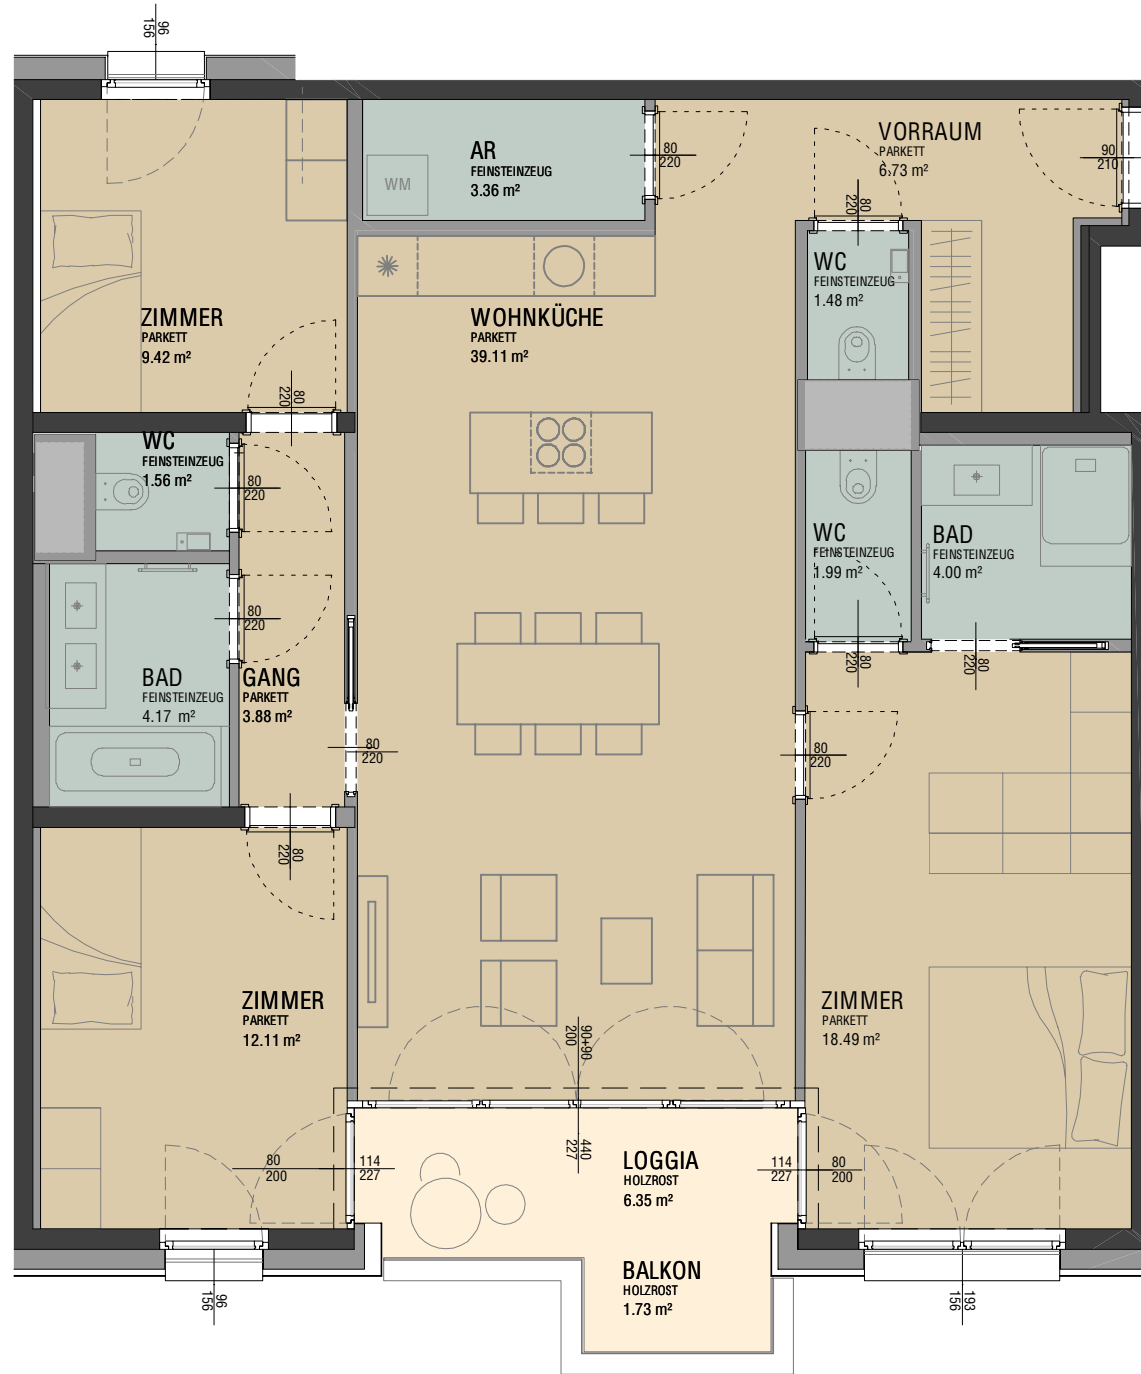 96
156
AR
FEINSTEINZEUG
3.36 m²
WM
80
220
VORRAUM
PARKETT
6.73 m²
90
210
80
220
WC
FEINSTEINZEUG
1.48 m²
ZIMMER
PARKETT
9.42 m²
WOHNKÜCHE
PARKETT
39.11 m²
80
220
WC
FEINSTEINZEUG
1.56 m²
80
220
WC
FEINSTEINZEUG
1.99 m²
BAD
FEINSTEINZEUG
4.00 m²
80
220
80
220
80
220
BAD
FEINSTEINZEUG
4.17 m²
GANG
PARKETT
3.88 m²
80
220
80
220
80
220
ZIMMER
PARKETT
12.11 m²
90+90
200
ZIMMER
PARKETT
18.49 m²
440
227
80
200
114
227
LOGGIA
HOLZROST
6.35 m²
114
227
80
200
BALKON
HOLZROST
1.73 m²
96
156
193
156